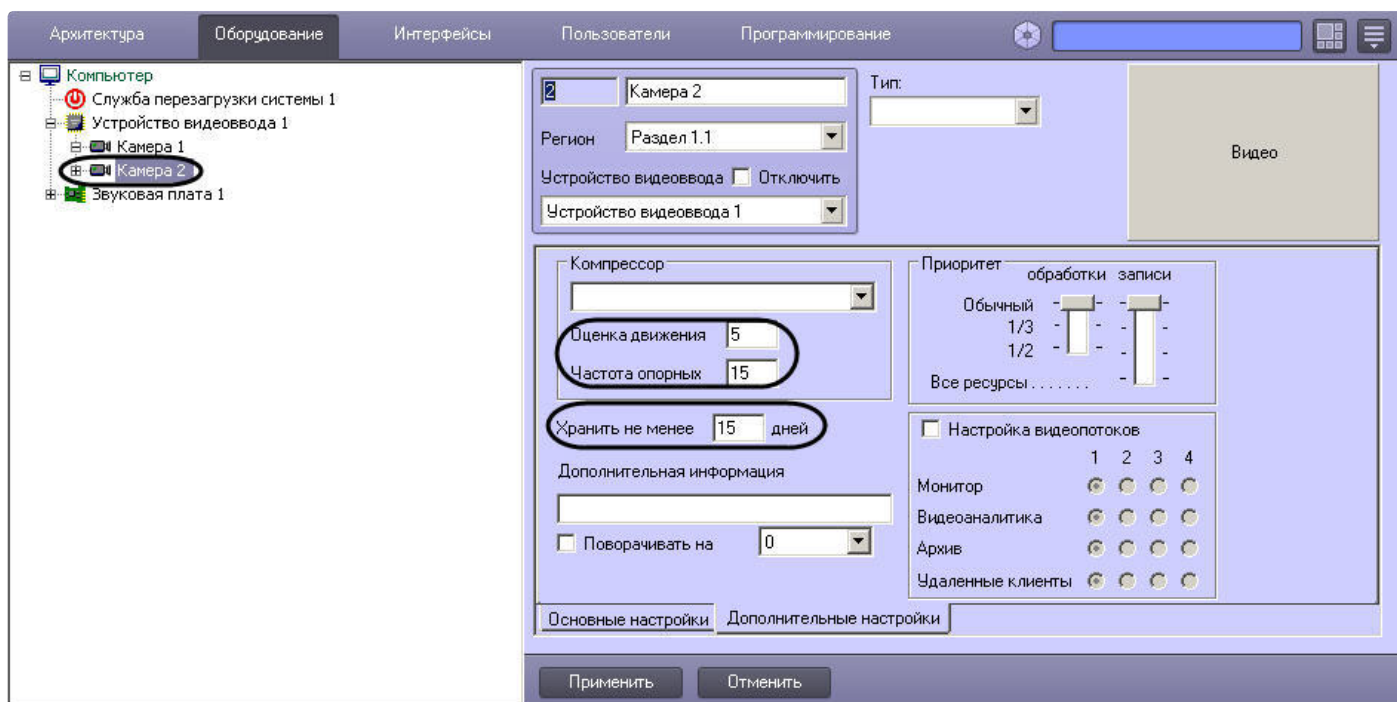 Архитектура Оборудование Интерфейсы Пользователи Программирование
Компьютер
Служба перезагрузки системы 1
Устройство видеоввода 1
Камера 1
Камера 2
Звуковая плата 1
2 Камера 2
Тип:
Регион Раздел 1.1
Устройство видеоввода Отключить
Устройство видеоввода 1
Видео
Компрессор
Оценка движения 5
Частота опорных 15
Хранить не менее 15 дней
Дополнительная информация
Поворачивать на 0
Приоритет обработки записи
Обычный
1/3
1/2
Все ресурсы . . . . . . .
Настройка видеопотоков
1 2 3 4
Монитор
Видеоаналитика
Архив
Удаленные клиенты
Основные настройки Дополнительные настройки
Применить Отменить